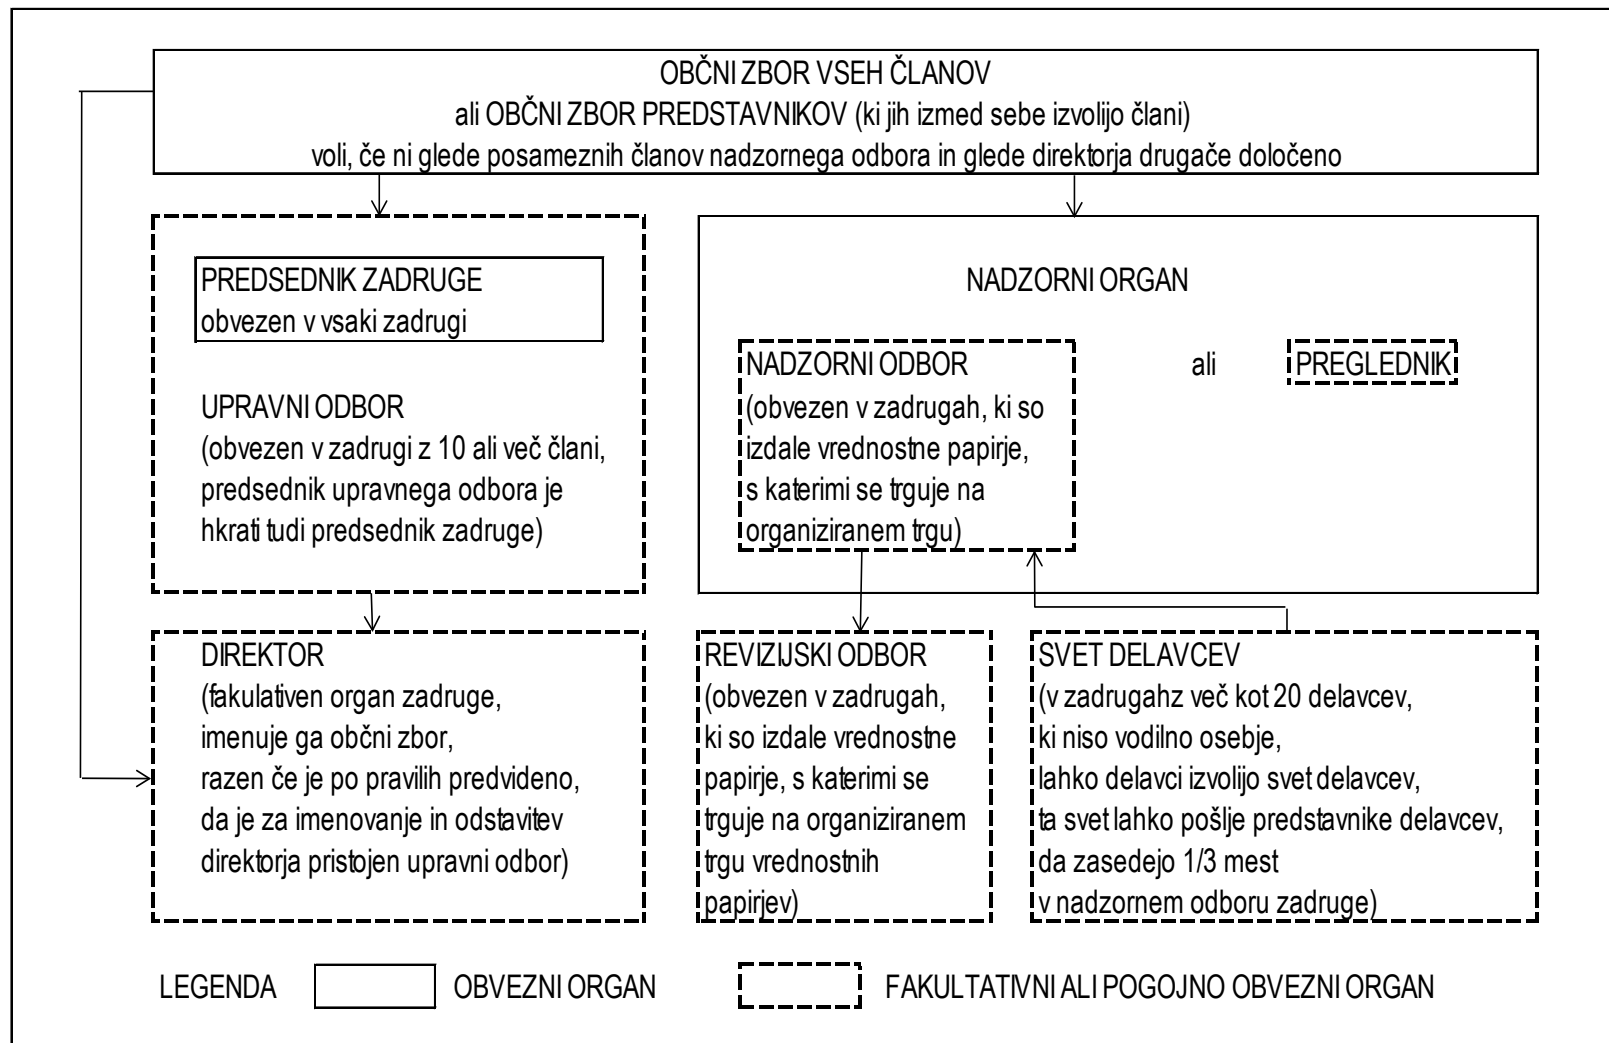 OBČNI ZBOR VSEH ČLANOV
ali OBČNI ZBOR PREDSTAVNIKOV (ki jih izmed sebe izvolijo člani)
voli, če ni glede posameznih članov nadzornega odbora in glede direktorja drugače določeno
PREDSEDNIK ZADRUGE
obvezen v vsaki zadrugi
UPRAVNI ODBOR
(obvezen v zadrugi z 10 ali več člani,
predsednik upravnega odbora je
hkrati tudi predsednik zadruge)
NADZORNI ORGAN
NADZORNI ODBOR
(obvezen v zadrugah, ki so
izdale vrednostne papirje,
s katerimi se trguje na
organiziranem trgu)
ali
PREGLEDNIK
DIREKTOR
(fakulativen organ zadruge,
imenuje ga občni zbor,
razen če je po pravilih predvideno,
da je za imenovanje in odstavitev
direktorja pristojen upravni odbor)
REVIZIJSKI ODBOR
(obvezen v zadrugah,
ki so izdale vrednostne
papirje, s katerimi se
trguje na organiziranem
trgu vrednostnih
papirjev)
SVET DELAVCEV
(v zadrugahz več kot 20 delavcev,
ki niso vodilno osebje,
lahko delavci izvolijo svet delavcev,
ta svet lahko pošlje predstavnike delavcev,
da zasedejo 1/3 mest
v nadzornem odboru zadruge)
LEGENDA
OBVEZNI ORGAN
FAKULTATIVNI ALI POGOJNO OBVEZNI ORGAN